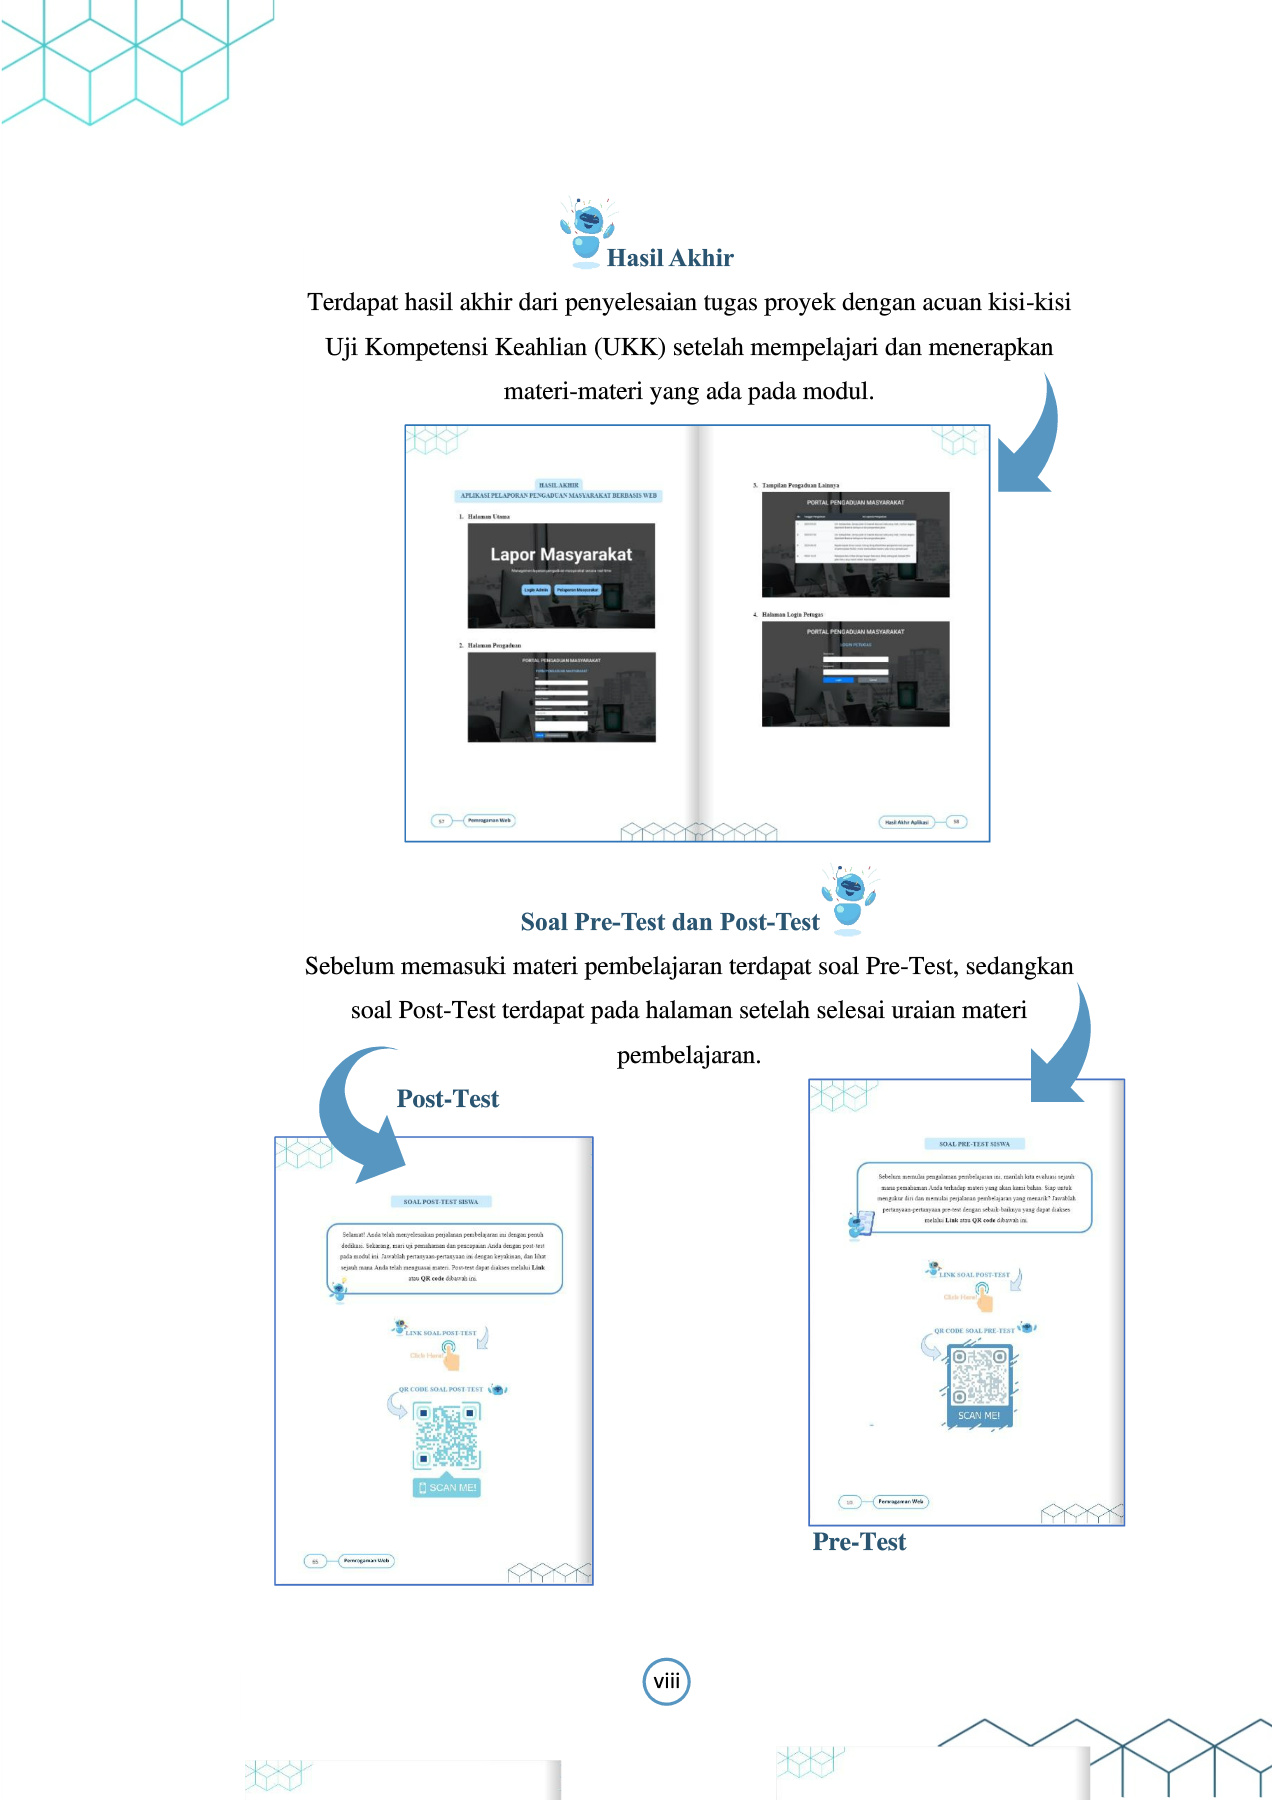 Hasil Akhir
Terdapat hasil akhir dari penyelesaian tugas proyek dengan acuan kisi-kisi
Uji Kompetensi Keahlian (UKK) setelah mempelajari dan menerapkan
materi-materi yang ada pada modul.
HASIL AKHIR
APLIKASI PELAPORAN PENGADUAN MASYARAKAT BERBASIS WEB
1. Halaman Utama
Lapor Masyarakat
Login Admin
Pelaporan Masyarakat
2. Halaman Pengaduan
PORTAL PENGADUAN MASYARAKAT
57
Pemrograman Web
3. Tampilan Pengaduan Lainnya
PORTAL PENGADUAN MASYARAKAT
4. Halaman Login Petugas
PORTAL PENGADUAN MASYARAKAT
LOGIN PETUGAS
Hasil Akhir Aplikasi
58
Soal Pre-Test dan Post-Test
Sebelum memasuki materi pembelajaran terdapat soal Pre-Test, sedangkan
soal Post-Test terdapat pada halaman setelah selesai uraian materi
pembelajaran.
Post-Test
SOAL POST-TEST SISWA
Selamat! Anda telah menyelesaikan perjalanan pembelajaran ini dengan penuh
dedikasi. Sekarang, mari uji pemahaman dan pencapaian Anda dengan post-test
pada modul ini. Jawablah pertanyaan-pertanyaan ini dengan keyakinan, dan lihat
sejauh mana Anda telah menguasai materi. Post-test dapat diakses melalui Link
atau QR code dibawah ini.
LINK SOAL POST-TEST
Click Here!
QR CODE SOAL POST TEST
SCAN ME!
65
Pemrograman Web
SOAL PRE-TEST SISWA
Sebelum memulai pengalaman pembelajaran ini, marilah kita evaluasi sejauh
mana pemahaman Anda terhadap materi yang akan kami bahas. Siap untuk
mengukur diri dan memulai perjalanan pembelajaran yang menarik? Jawablah
pertanyaan-pertanyaan pre-test dengan sebaik-baiknya yang dapat diakses
melalui Link atau QR code dibawah ini.
LINK SOAL POST-TEST
Click Here!
QR CODE SOAL PRE-TEST
SCAN ME!
Pemrograman Web
Pre-Test
viii